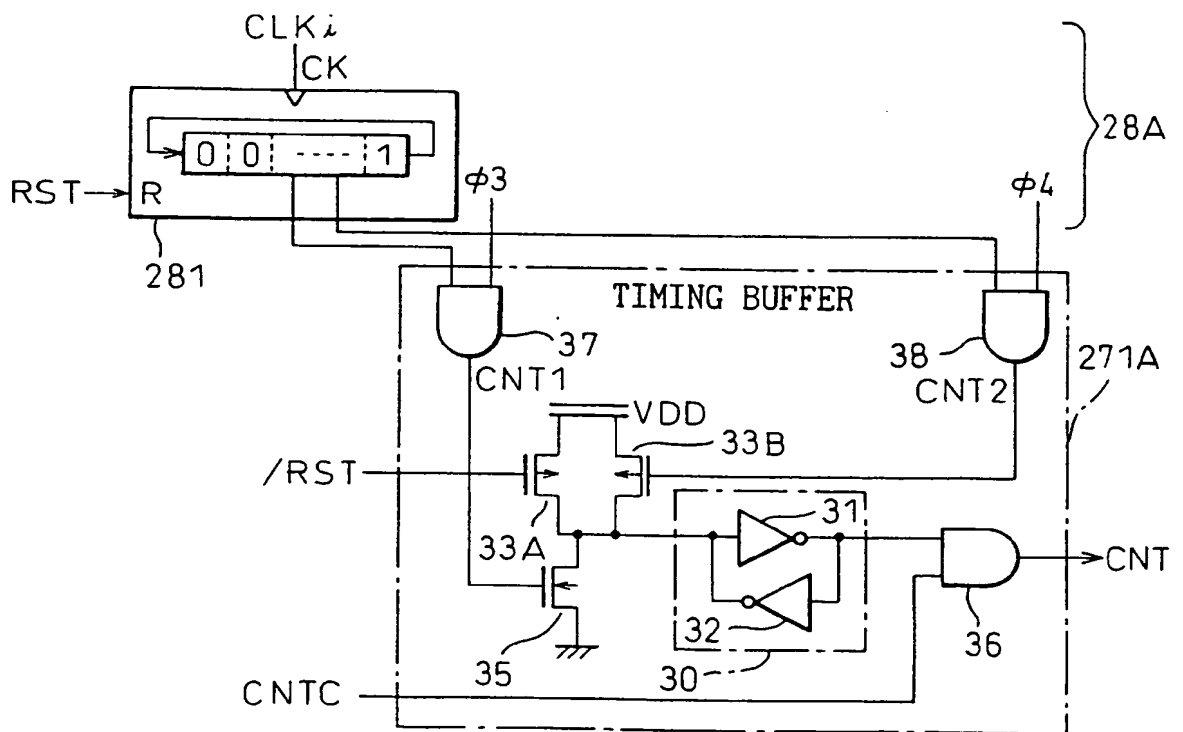 CLKi
CK
0 0 ---- 1
28A
RST R
φ3
φ4
281
TIMING BUFFER
37
38
271A
CNT1
CNT2
VDD
33B
/RST
31
33A
CNT
32
36
35
30
CNTC